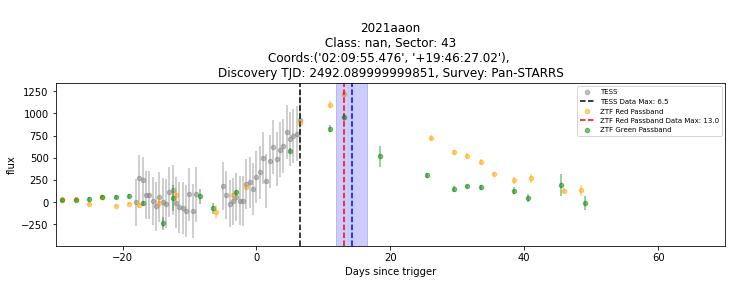 2021aaon
Class: nan, Sector: 43
Coords:('02:09:55.476', '+19:46:27.02'),
Discovery TJD: 2492.089999999851, Survey: Pan-STARRS
1250
1000
750
500
250
0
−250
flux
−20
0
20
40
60
Days since trigger
TESS
TESS Data Max: 6.5
ZTF Red Passband
ZTF Red Passband Data Max: 13.0
ZTF Green Passband